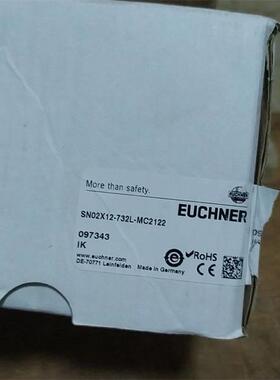 More than safety.
EUCHNER
SN02X12-732L-MC2122
097343
IK
www.euchner.com
DE-70771 Leinfelden
Made in Germany
RoHS
CE